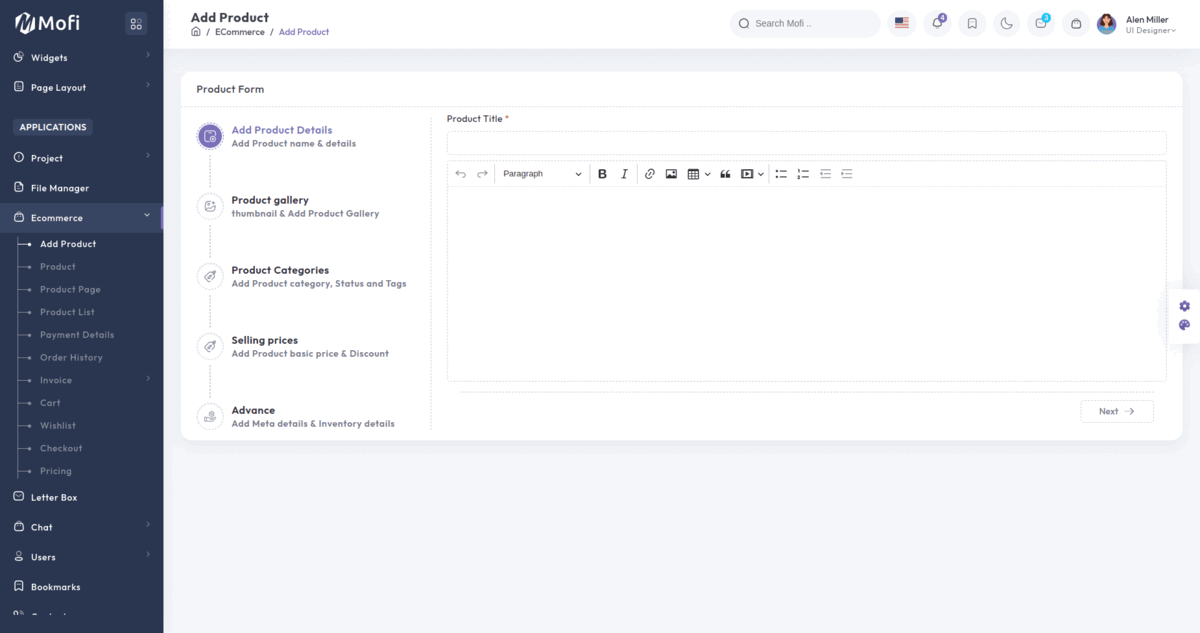 Mofi
Widgets
Page Layout
APPLICATIONS
Project
File Manager
Ecommerce
Add Product
Product
Product Page
Product List
Payment Details
Order History
Invoice
Cart
Wishlist
Checkout
Pricing
Letter Box
Chat
Users
Bookmarks
Add Product
/ ECommerce / Add Product
Search Mofi ..
4
3
Alen Miller
UI Designer
Product Form
Add Product Details
Add Product name & details
Product gallery
thumbnail & Add Product Gallery
Product Categories
Add Product category, Status and Tags
Selling prices
Add Product basic price & Discount
Advance
Add Meta details & Inventory details
Product Title *
Paragraph
B I
Next